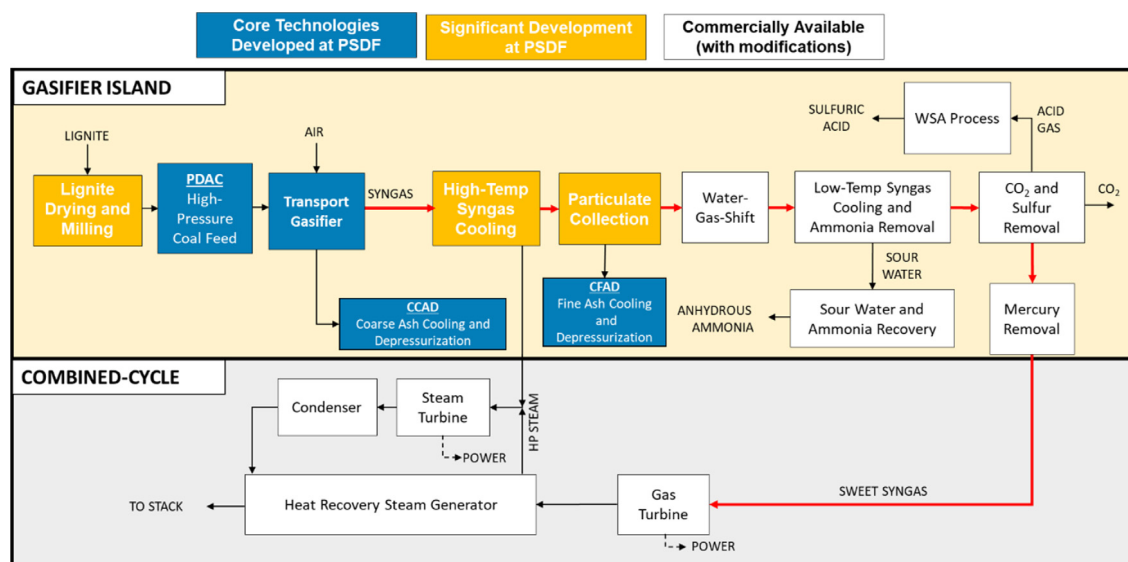 Core Technologies
Developed at PSDF
Significant Development
at PSDF
Commercially Available
(with modifications)
GASIFIER ISLAND
SULFURIC
ACID
WSA Process
ACID
GAS
LIGNITE
AIR
Lignite
Drying and
Milling
PDAC
High-
Pressure
Coal Feed
Transport
Gasifier
SYNGAS
High-Temp
Syngas
Cooling
Particulate
Collection
Water-
Gas-Shift
Low-Temp Syngas
Cooling and
Ammonia Removal
CO₂ and
Sulfur
Removal
CO₂
SOUR
WATER
CCAD
Coarse Ash Cooling and
Depressurization
CFAD
Fine Ash Cooling
and
Depressurization
ANHYDROUS
AMMONIA
Sour Water and
Ammonia Recovery
Mercury
Removal
COMBINED-CYCLE
Condenser
Steam
Turbine
HP STEAM
POWER
TO STACK
Heat Recovery Steam Generator
Gas
Turbine
SWEET SYNGAS
POWER